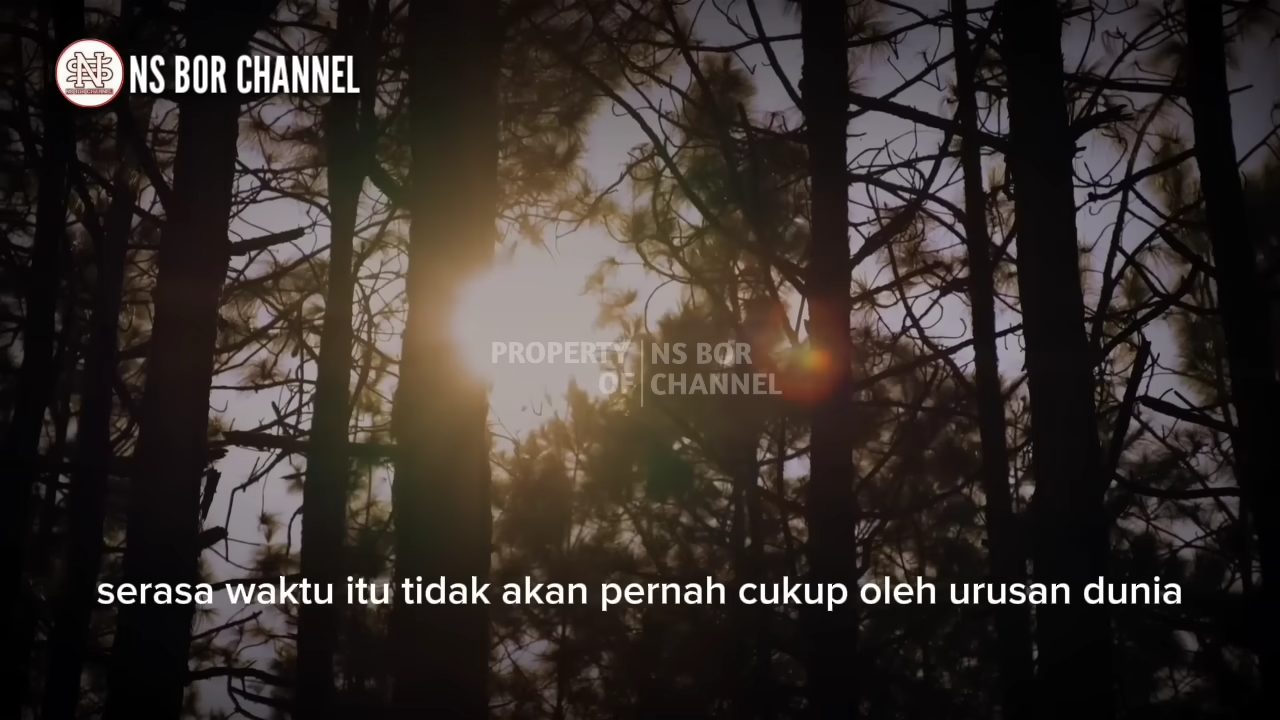 NS BOR CHANNEL
PROPERTY OF
NS BOR CHANNEL
serasa waktu itu tidak akan pernah cukup oleh urusan dunia